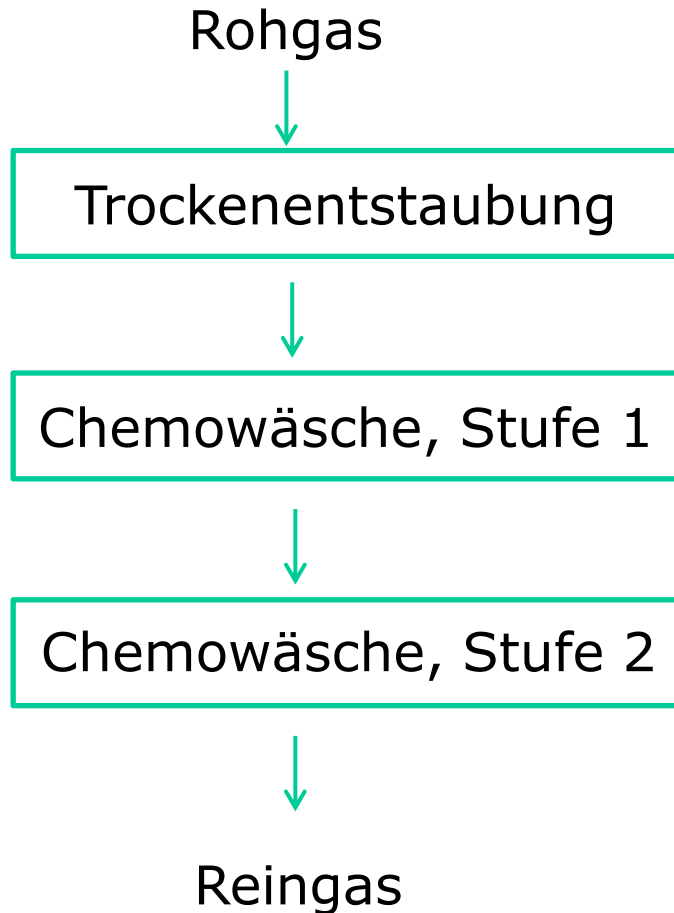 Rohgas
Trockenentstaubung
Chemowäsche, Stufe 1
Chemowäsche, Stufe 2
Reingas